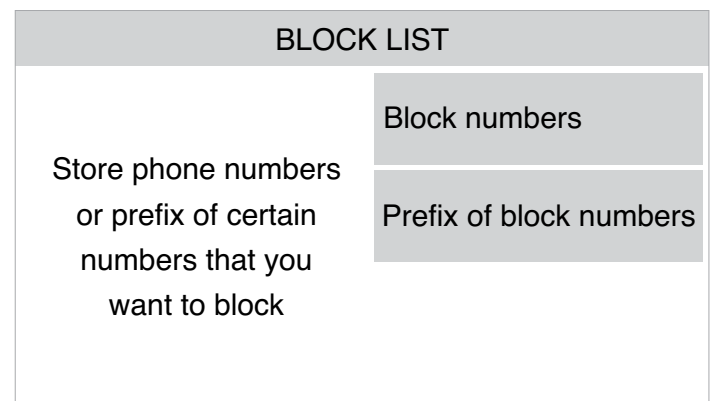 BLOCK LIST
Store phone numbers
or prefix of certain
numbers that you
want to block
Block numbers
Prefix of block numbers